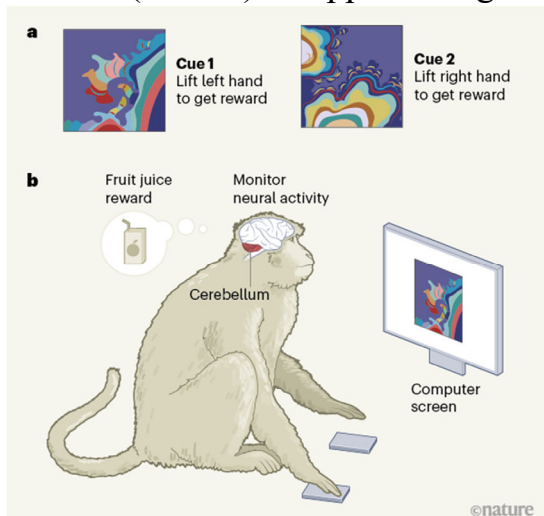 a
Cue 1
Lift left hand
to get reward
Cue 2
Lift right hand
to get reward
b
Fruit juice
reward
Monitor
neural activity
Cerebellum
Computer
screen
©nature